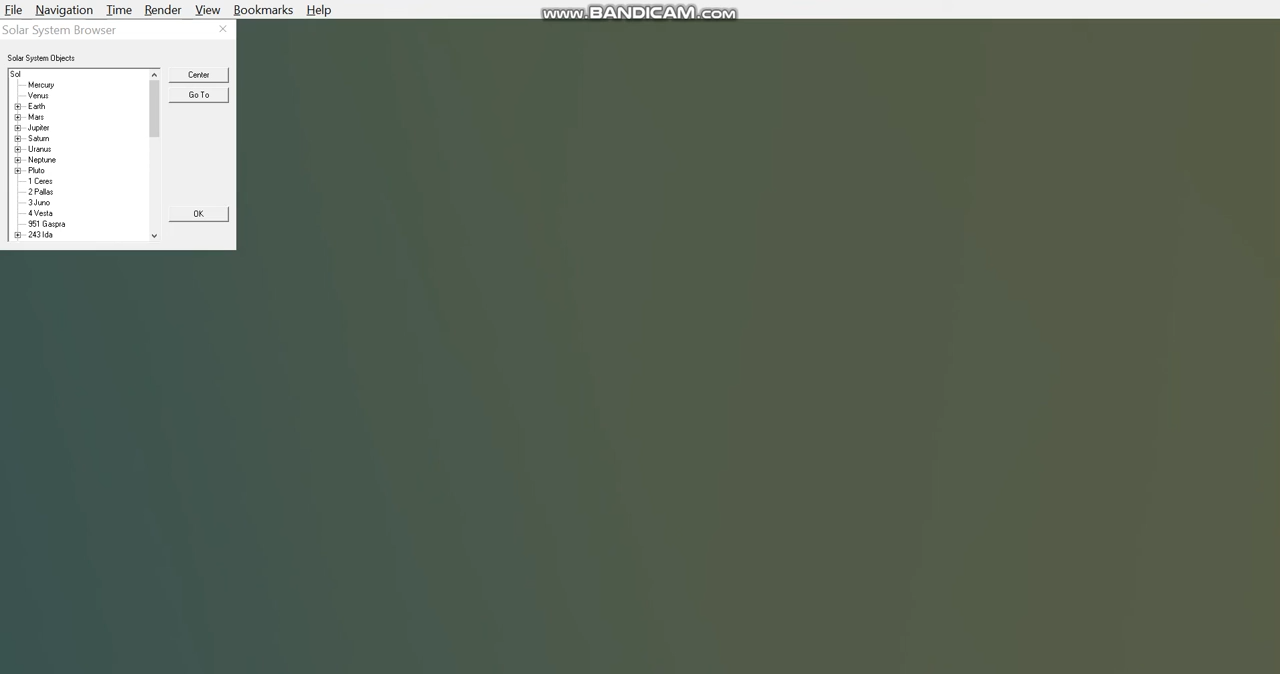 File Navigation Time Render View Bookmarks Help
www.BANDICAM.com
Solar System Browser
Solar System Objects
Sol
Mercury
Venus
Earth
Mars
Jupiter
Saturn
Uranus
Neptune
Pluto
1 Ceres
2 Pallas
3 Juno
4 Vesta
951 Gaspra
243 Ida
Center
Go To
OK